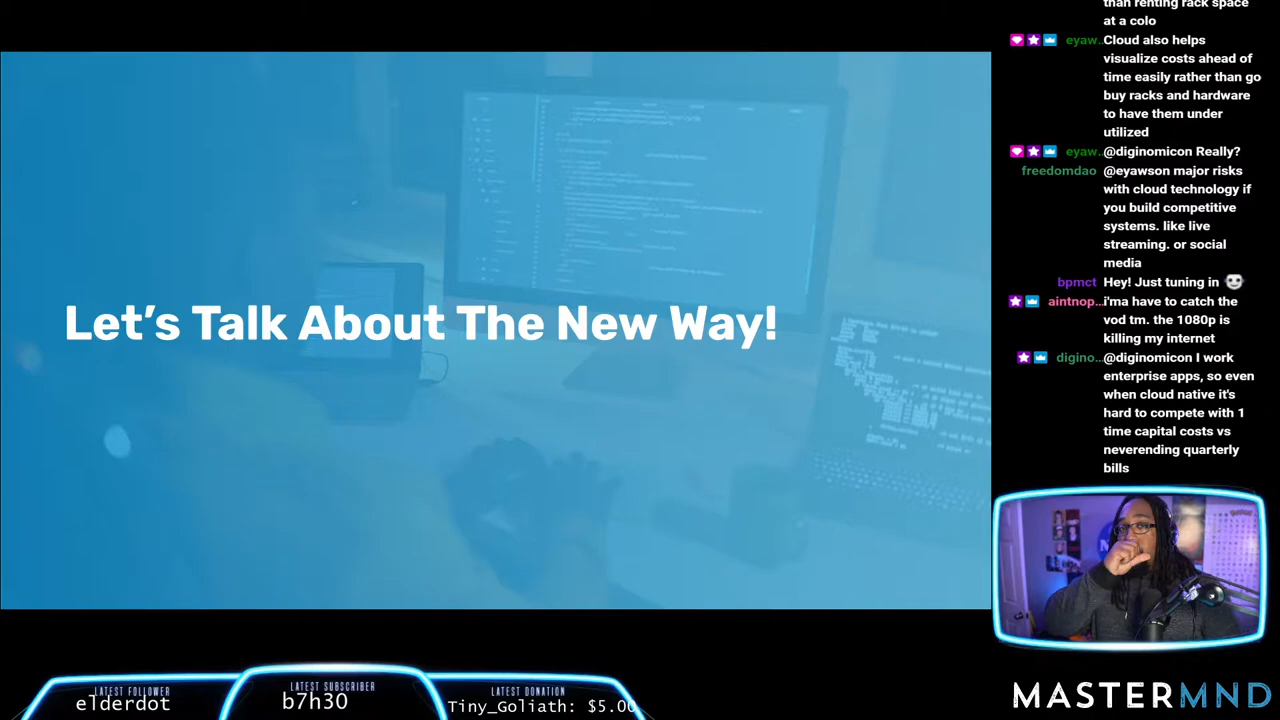 Let's Talk About The New Way!
than renting rack space
at a colo
eyaw.. Cloud also helps
visualize costs ahead of
time easily rather than go
buy racks and hardware
to have them under
utilized
eyaw.. @diginomicon Really?
freedomdao @eyawson major risks
with cloud technology if
you build competitive
systems. like live
streaming. or social
media
bpmct Hey! Just tuning in
aintnop.. i'ma have to catch the
vod tm. the 1080p is
killing my internet
digino.. @diginomicon I work
enterprise apps, so even
when cloud native it's
hard to compete with 1
time capital costs vs
neverending quarterly
bills
LATEST FOLLOWER
elderdot
LATEST SUBSCRIBER
b7h30
LATEST DONATION
Tiny_Goliath: $5.00
MASTERMND